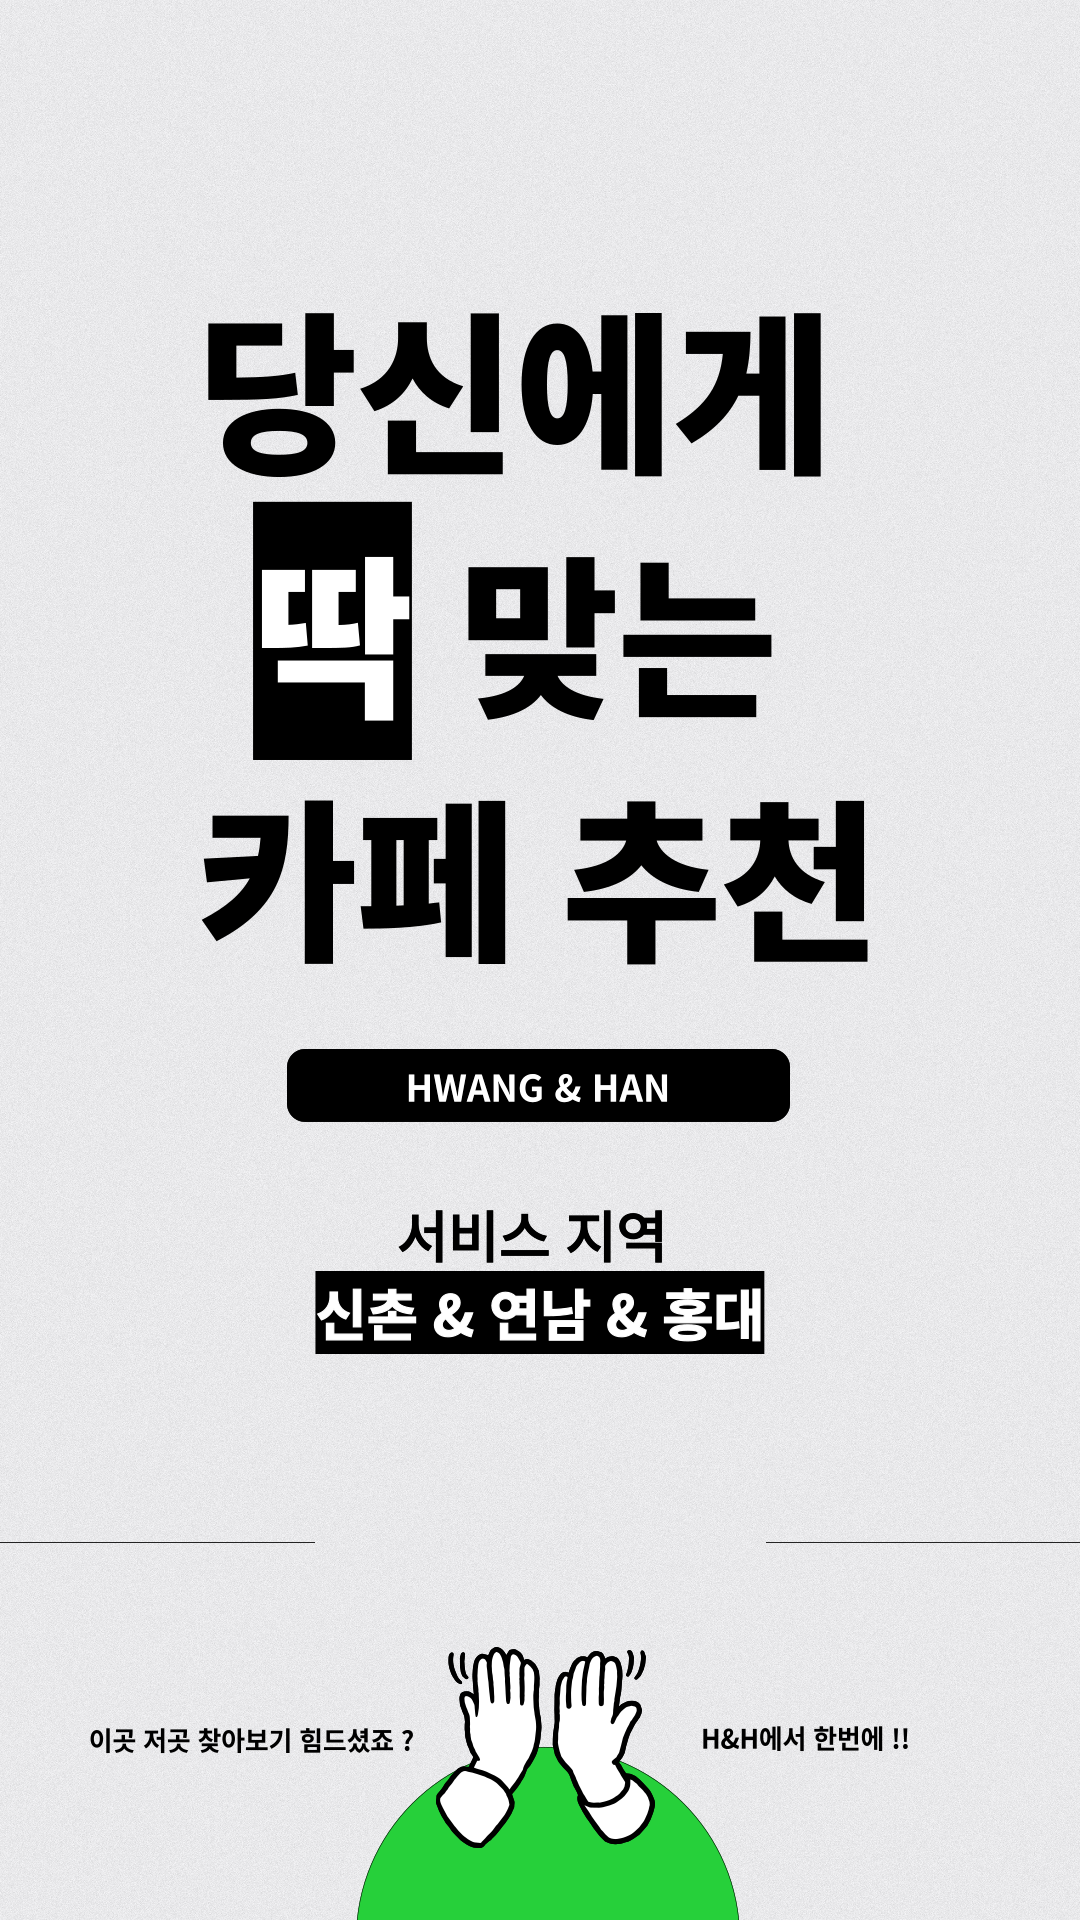 당신에게
딱 맞는
카페 추천
HWANG & HAN
서비스 지역
신촌 & 연남 & 홍대
이곳 저곳 찾아보기 힘드셨죠 ?
H&H에서 한번에 !!